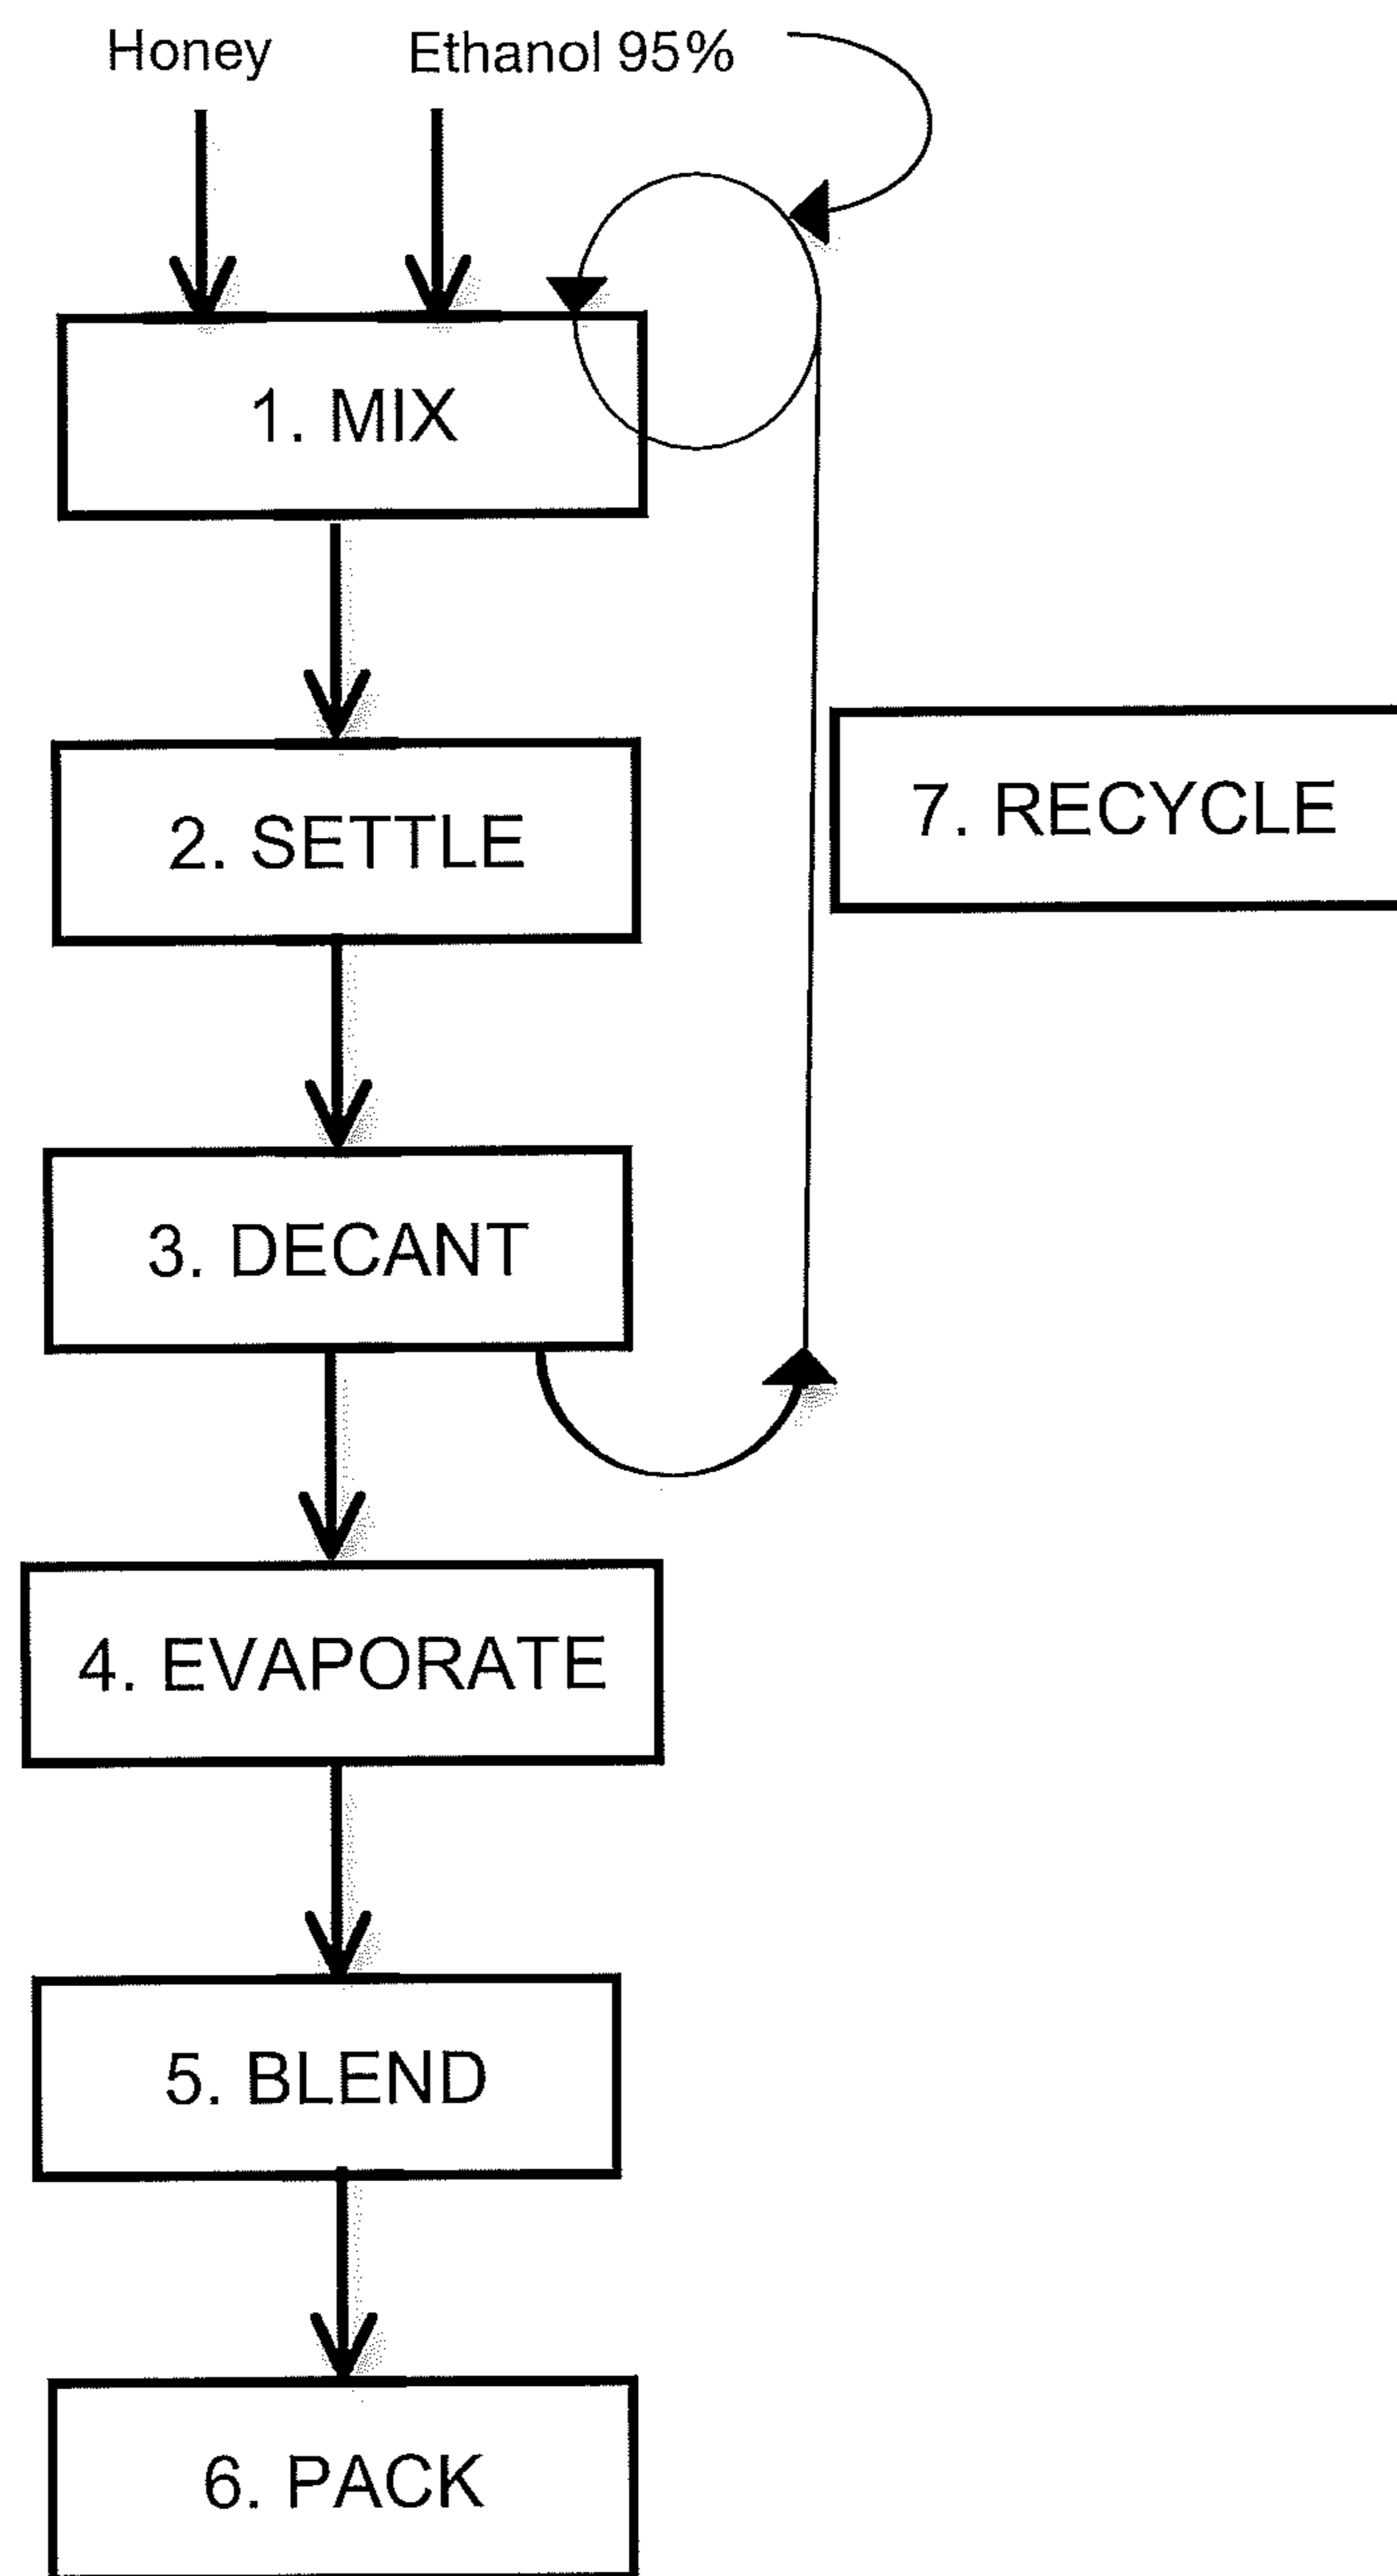 Honey
Ethanol 95%
1. MIX
2. SETTLE
7. RECYCLE
3. DECANT
4. EVAPORATE
5. BLEND
6. PACK